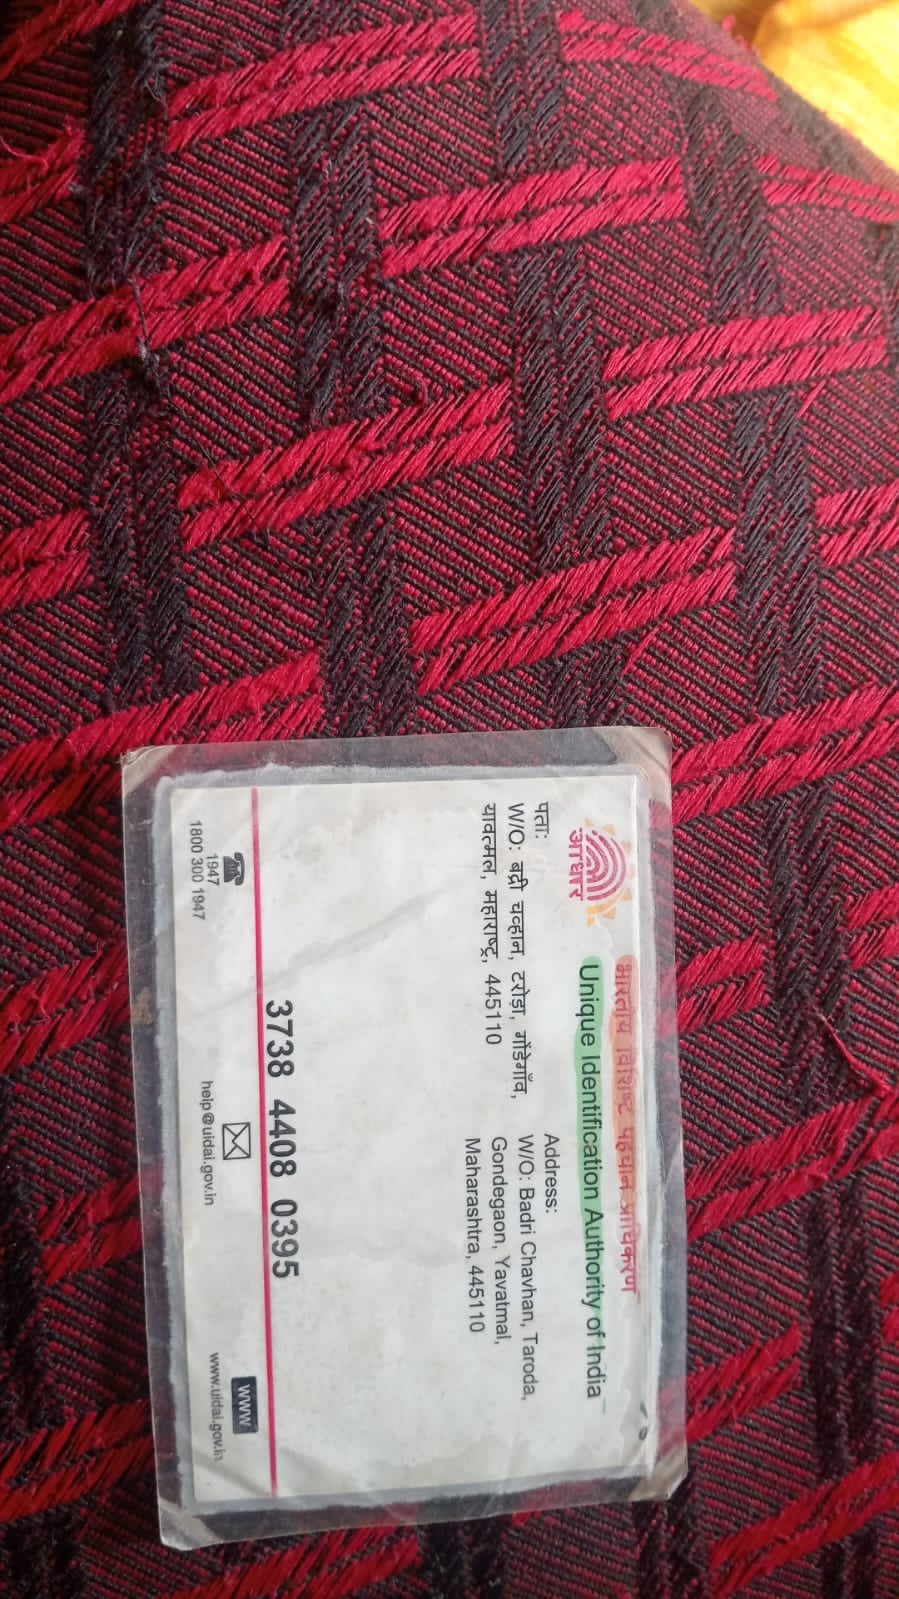 भारतीय विशिष्ट पहचान प्राधिकरण
Unique Identification Authority of India
आधार
पता:
W/O: बद्री चव्हान, टरोडा, गोंडेगाँव,
यावत्मल, महाराष्ट्र, 445110
Address:
W/O: Badri Chavhan, Taroda,
Gondegaon, Yavatmal,
Maharashtra, 445110
3738 4408 0395
1947
1800 300 1947
help@uidai.gov.in
www
www.uidai.gov.in